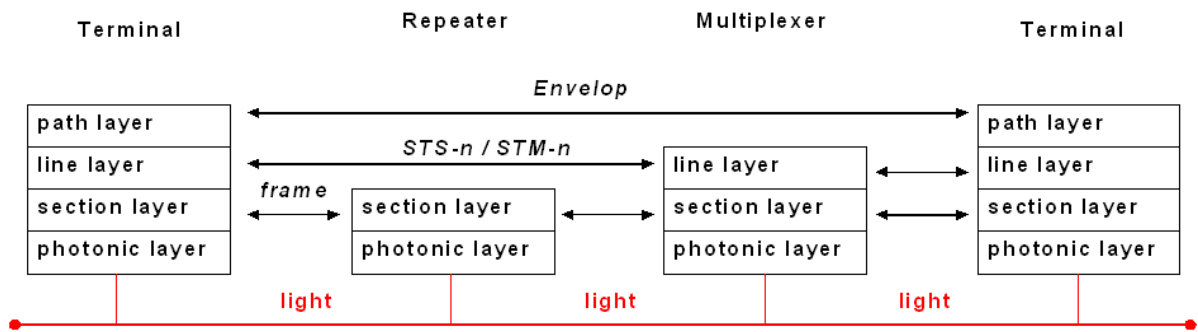 Terminal
Repeater
Multiplexer
Terminal
Envelop
path layer
path layer
STS-n / STM-n
line layer
line layer
line layer
frame
section layer
section layer
section layer
section layer
photonic layer
photonic layer
photonic layer
photonic layer
light
light
light